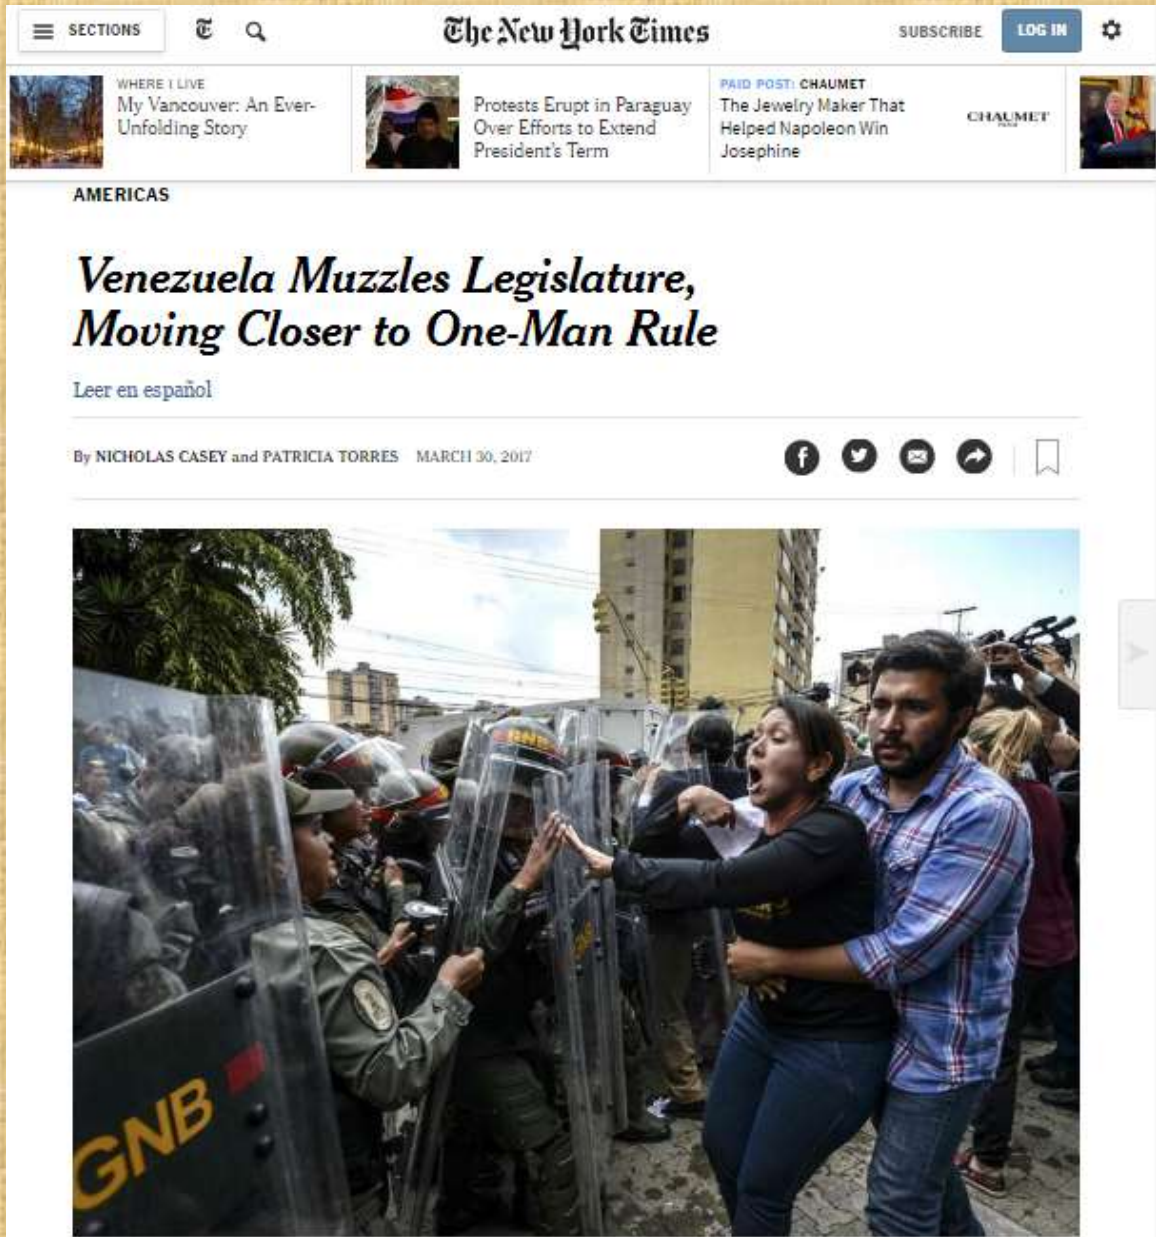 SECTIONS
The New York Times
SUBSCRIBE
LOG IN
WHERE I LIVE
My Vancouver: An Ever-
Unfolding Story
Protests Erupt in Paraguay
Over Efforts to Extend
President's Term
PAID POST: CHAUMET
The Jewelry Maker That
Helped Napoleon Win
Josephine
CHAUMET
AMERICAS
Venezuela Muzzles Legislature,
Moving Closer to One-Man Rule
Leer en español
By NICHOLAS CASEY and PATRICIA TORRES MARCH 30, 2017
GNB
GNB